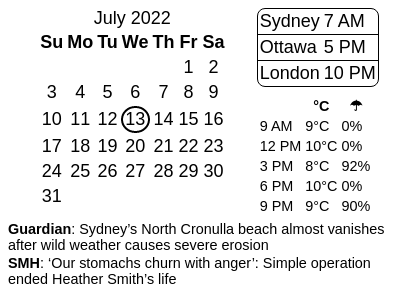 July 2022
Su Mo Tu We Th Fr Sa
1 2
3 4 5 6 7 8 9
10 11 12 13 14 15 16
17 18 19 20 21 22 23
24 25 26 27 28 29 30
31
Sydney 7 AM
Ottawa 5 PM
London 10 PM
°C ☂
9 AM 9°C 0%
12 PM 10°C 0%
3 PM 8°C 92%
6 PM 10°C 0%
9 PM 9°C 90%
Guardian: Sydney’s North Cronulla beach almost vanishes
after wild weather causes severe erosion
SMH: ‘Our stomachs churn with anger’: Simple operation
ended Heather Smith’s life